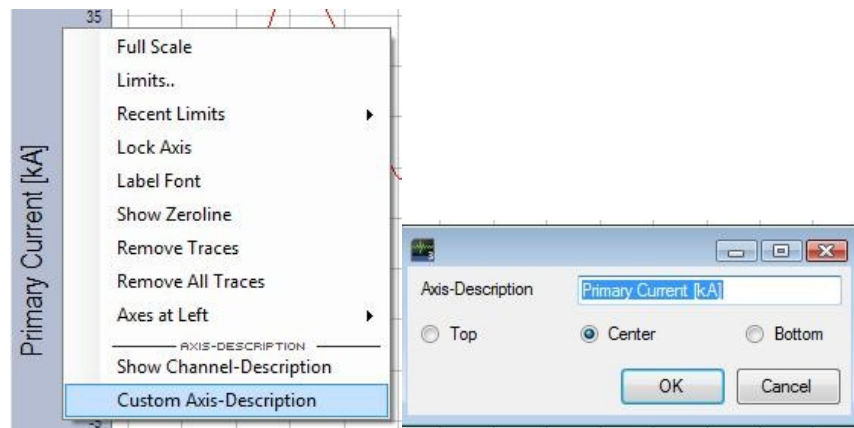 35
Full Scale
Limits..
Recent Limits
Lock Axis
Label Font
Show Zeroline
Remove Traces
Remove All Traces
Axes at Left
AXIS-DESCRIPTION
Show Channel-Description
Custom Axis-Description
-5
Primary Current [kA]
3
Axis-Description Primary Current [kA]
Top Center Bottom
OK Cancel